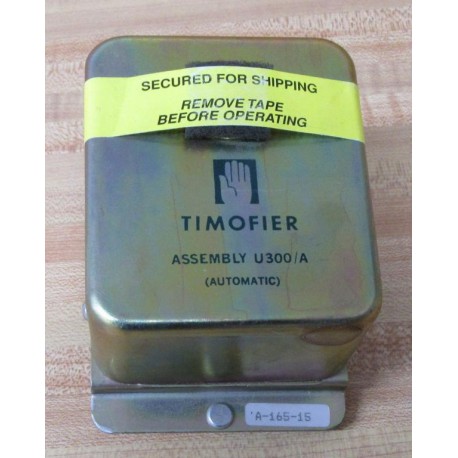 SECURED FOR SHIPPING
REMOVE TAPE
BEFORE OPERATING
TIMOFIER
ASSEMBLY U300/A
(AUTOMATIC)
'A-165-15